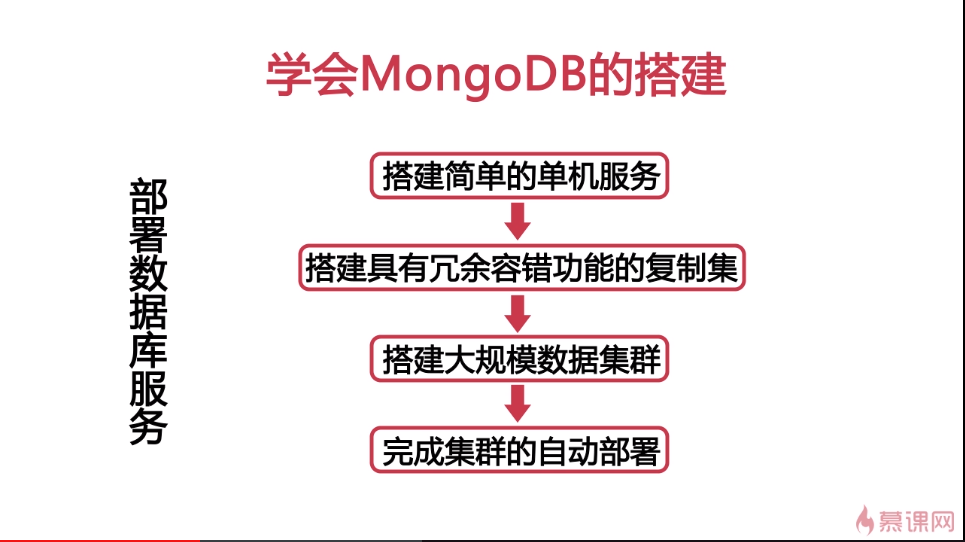 学会MongoDB的搭建
部署数据库服务
搭建简单的单机服务
搭建具有冗余容错功能的复制集
搭建大规模数据集群
完成集群的自动部署
慕课网